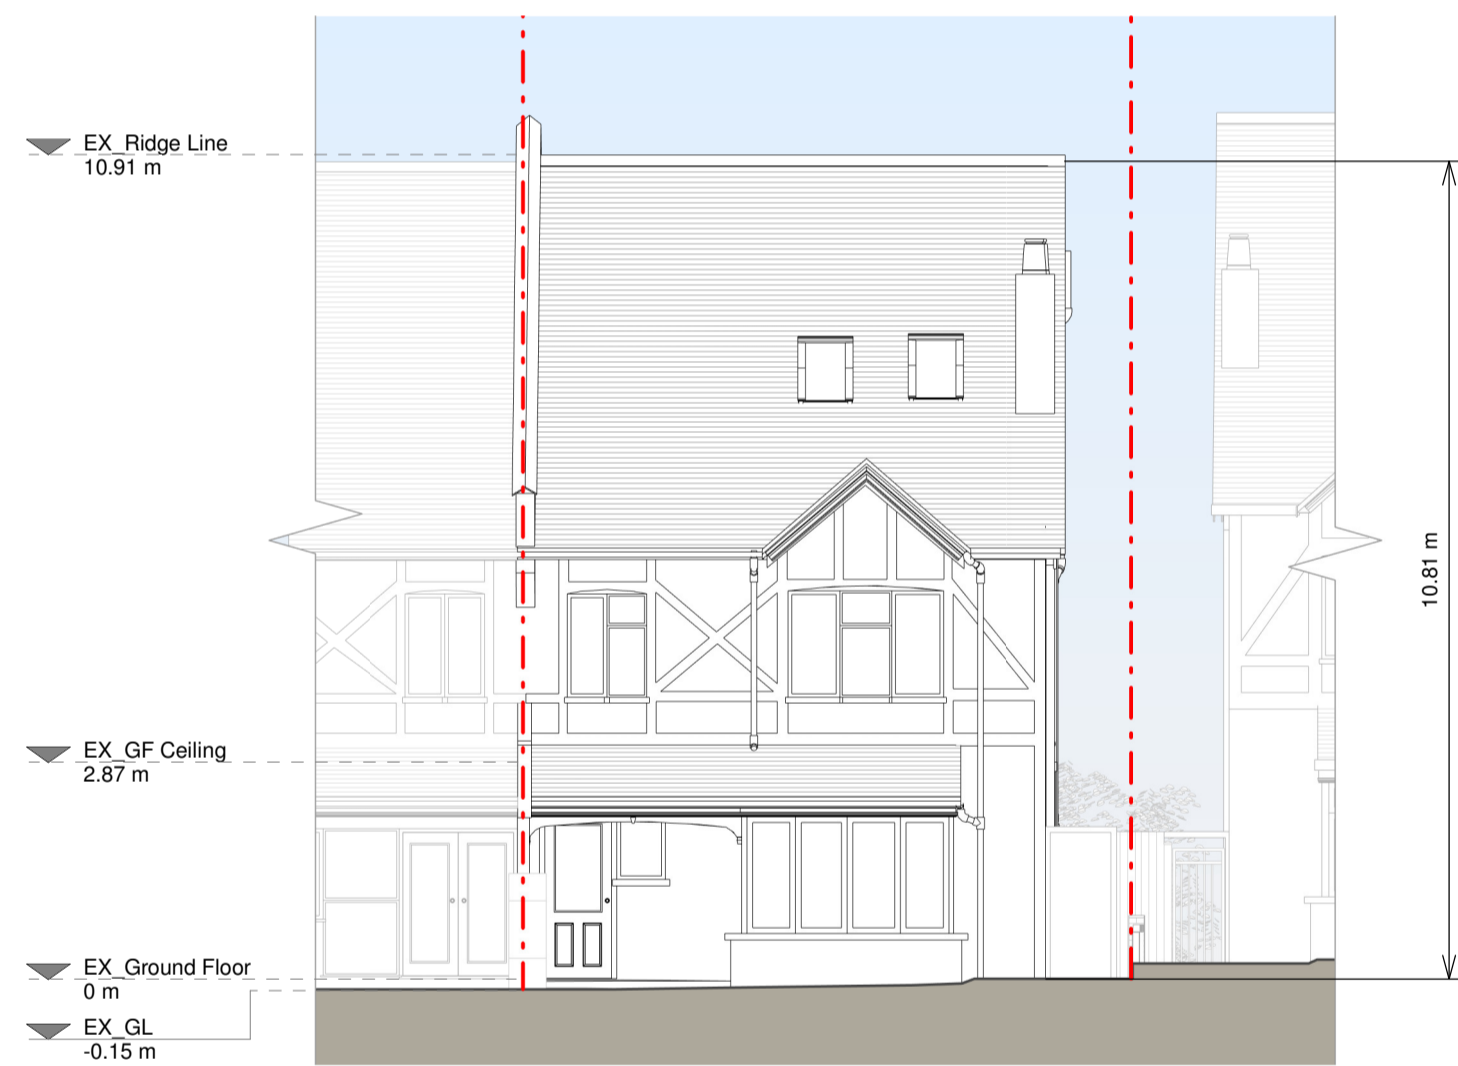 EX_Ridge Line
10.91 m
10.81 m
EX_GF Ceiling
2.87 m
EX_Ground Floor
0 m
EX_GL
-0.15 m